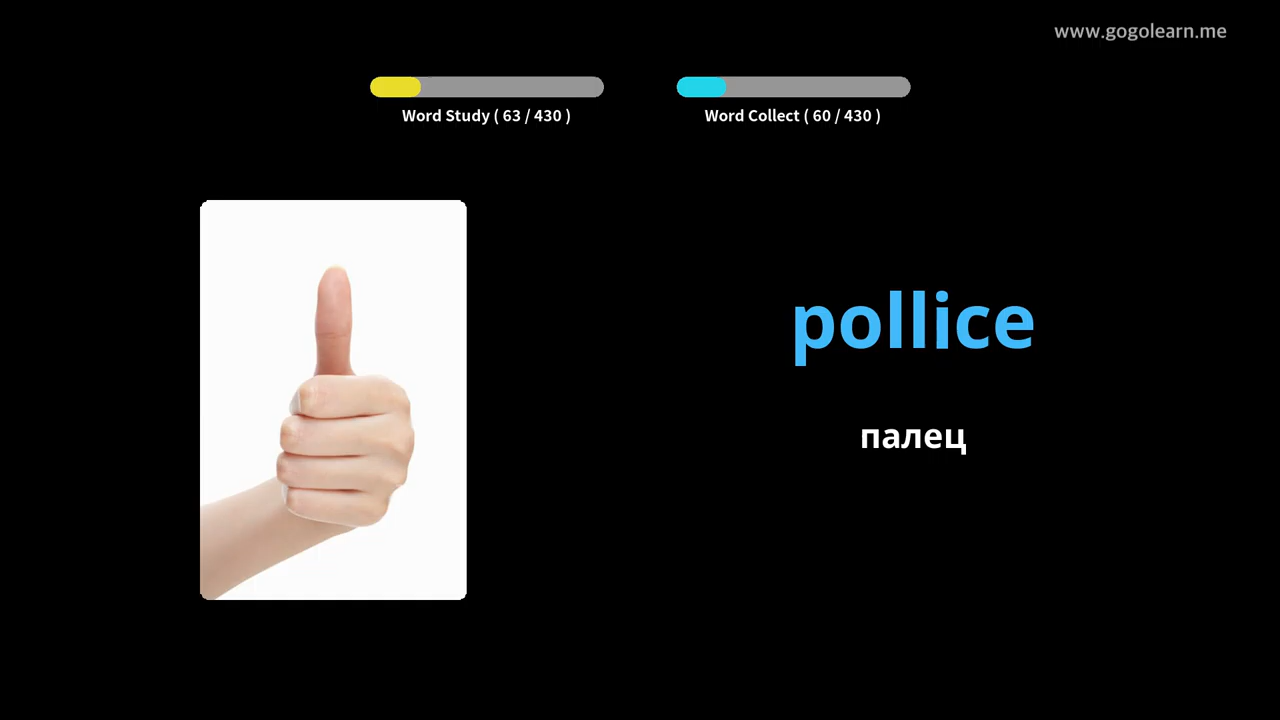 www.gogolearn.me
Word Study ( 63 / 430 )
Word Collect ( 60 / 430 )
pollice
палец